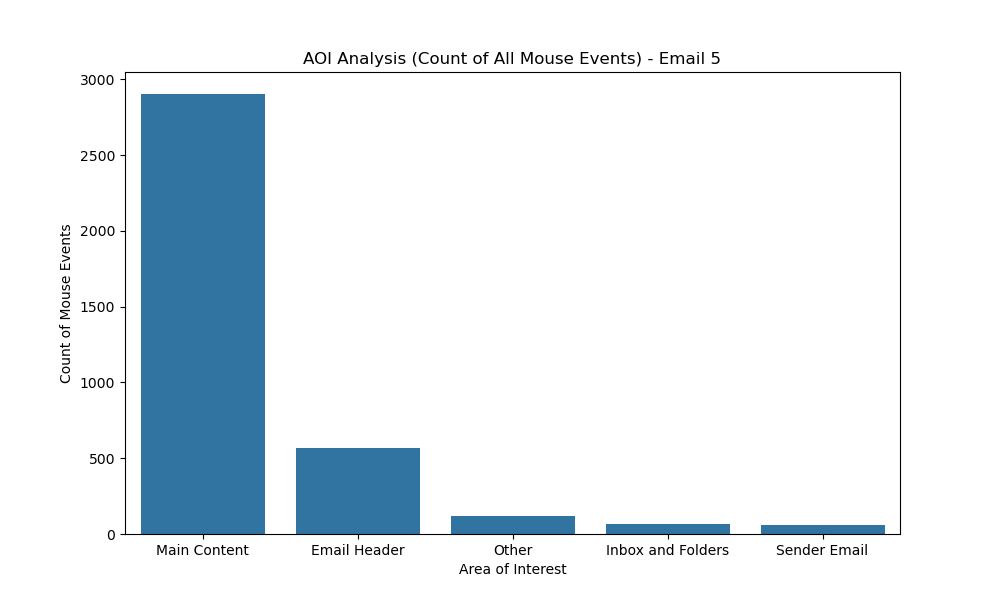 AOI Analysis (Count of All Mouse Events) - Email 5
3000
2500
2000
1500
1000
500
0
Count of Mouse Events
Main Content
Email Header
Other
Inbox and Folders
Sender Email
Area of Interest